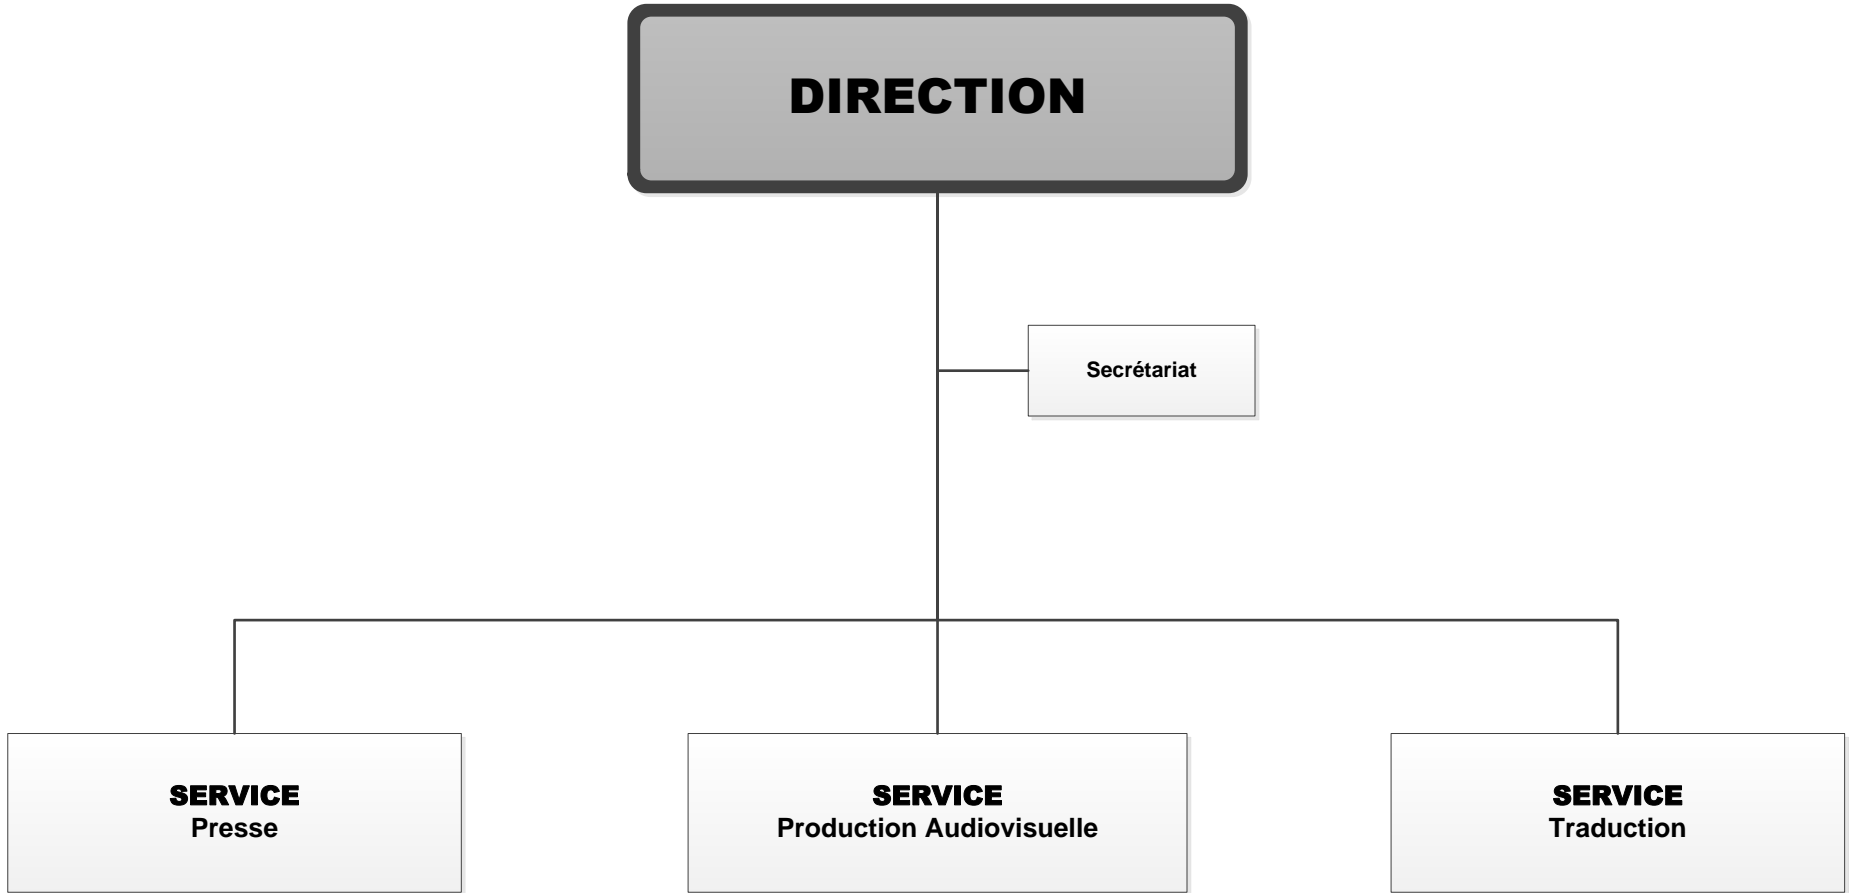 DIRECTION
Secrétariat
SERVICE
Presse
SERVICE
Production Audiovisuelle
SERVICE
Traduction